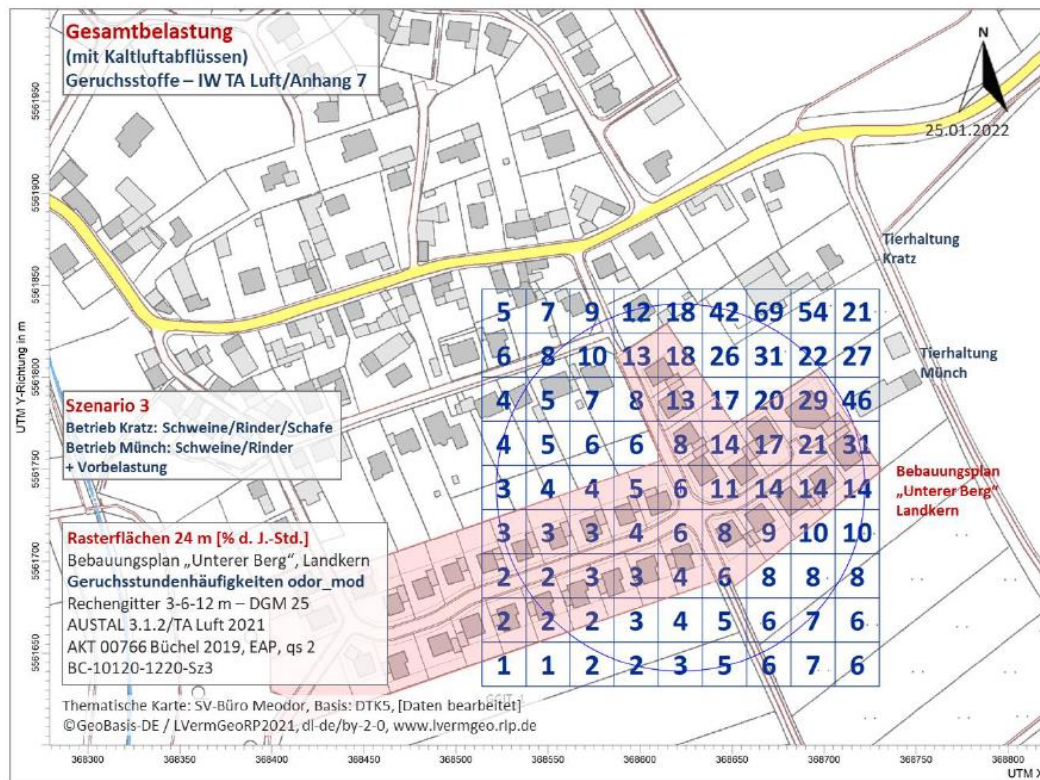 Gesamtbelastung
(mit Kaltluftabflüssen)
Geruchsstoffe – IW TA Luft/Anhang 7
N
25.01.2022
Tierhaltung
Kratz
Tierhaltung
Münch
5 7 9 12 18 42 69 54 21
6 8 10 13 18 26 31 22 27
4 5 7 8 13 17 20 29 46
4 5 6 6 8 14 17 21 31
3 4 4 5 6 11 14 14 14
3 3 3 4 6 8 9 10 10
2 2 3 3 4 6 8 8 8
2 2 2 3 4 5 6 7 6
1 1 2 2 3 5 6 7 6
Szenario 3
Betrieb Kratz: Schweine/Rinder/Schafe
Betrieb Münch: Schweine/Rinder
+ Vorbelastung
Bebauungsplan
„Unterer Berg“
Landkern
Rasterflächen 24 m [% d. J.-Std.]
Bebauungsplan „Unterer Berg“, Landkern
Geruchsstundenhäufigkeiten odor_mod
Rechengitter 3-6-12 m – DGM 25
AUSTAL 3.1.2/TA Luft 2021
AKT 00766 Büchel 2019, EAP, qs 2
BC-10120-1220-Sz3
Thematische Karte: SV-Büro Meodor, Basis: DTK5, [Daten bearbeitet]
©GeoBasis-DE / LVermGeoRP2021, dl-de/by-2-0, www.lvermgeo.rlp.de
UTM Y-Richtung in m
5561950
5561900
5561850
5561800
5561750
5561700
5561650
368300 368350 368400 368450 368500 368550 368600 368650 368700 368750 368800
UTM X